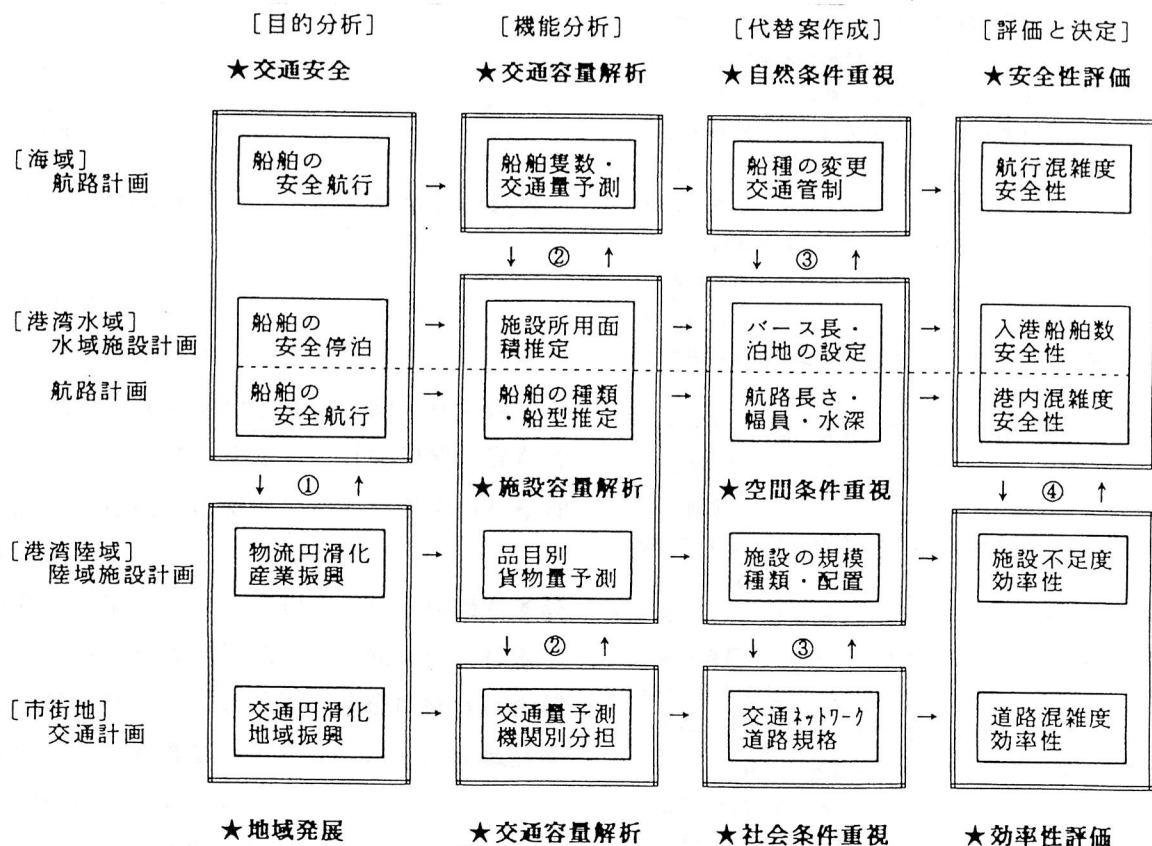 [目的分析] [機能分析] [代替案作成] [評価と決定]
★交通安全 ★交通容量解析 ★自然条件重視 ★安全性評価
[海域]
航路計画
船舶の
安全航行
→
船舶隻数・
交通量予測
→
船種の変更
交通管制
→
航行混雑度
安全性
↓ ② ↑ ↓ ③ ↑
[港湾水域]
水域施設計画
船舶の
安全停泊
→
施設所用面
積推定
→
バース長・
泊地の設定
→
入港船舶数
安全性
航路計画
船舶の
安全航行
→
船舶の種類
・船型推定
→
航路長さ・
幅員・水深
→
港内混雑度
安全性
↓ ① ↑ ★施設容量解析 ★空間条件重視 ↓ ④ ↑
[港湾陸域]
陸域施設計画
物流円滑化
産業振興
→
品目別
貨物量予測
→
施設の規模
種類・配置
→
施設不足度
効率性
↓ ② ↑ ↓ ③ ↑
[市街地]
交通計画
交通円滑化
地域振興
→
交通量予測
機関別分担
→
交通ネットワーク
道路規格
→
道路混雑度
効率性
★地域発展 ★交通容量解析 ★社会条件重視 ★効率性評価